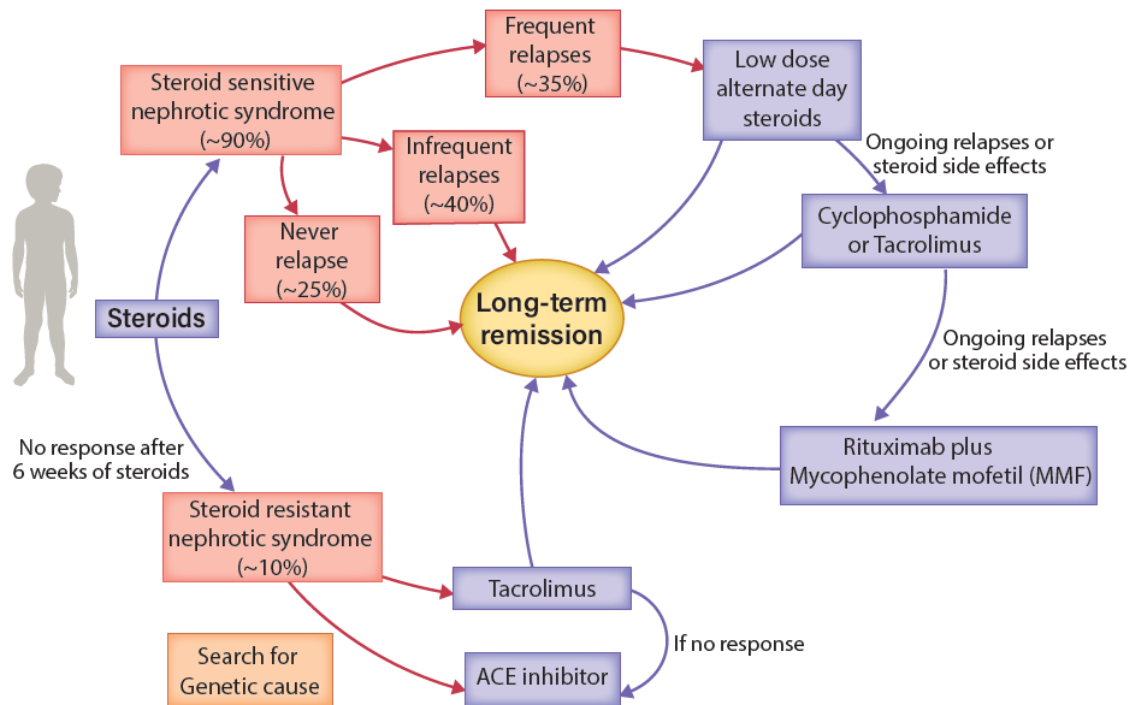 Frequent
relapses
(~35%)
Low dose
alternate day
steroids
Steroid sensitive
nephrotic syndrome
(~90%)
Infrequent
relapses
(~40%)
Ongoing relapses or
steroid side effects
Never
relapse
(~25%)
Cyclophosphamide
or Tacrolimus
Steroids
Long-term
remission
Ongoing relapses
or steroid side effects
No response after
6 weeks of steroids
Rituximab plus
Mycophenolate mofetil (MMF)
Steroid resistant
nephrotic syndrome
(~10%)
Tacrolimus
If no response
Search for
Genetic cause
ACE inhibitor